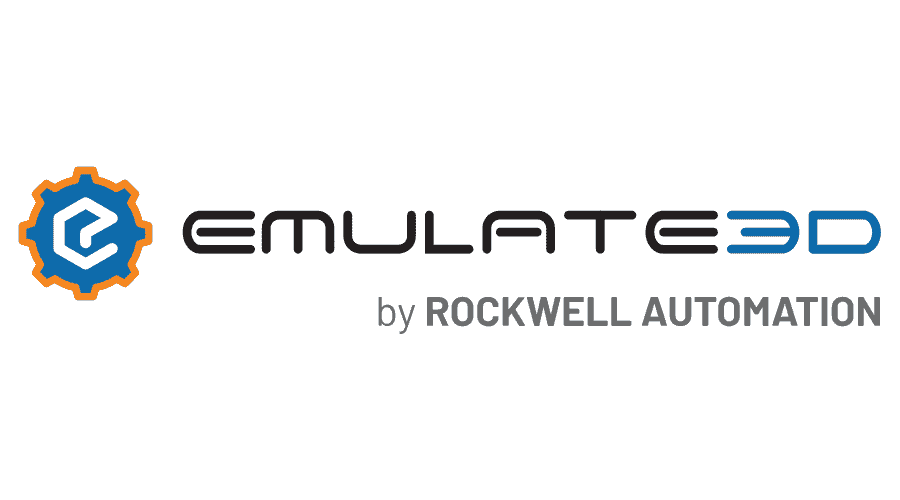 EMULATE3D
by ROCKWELL AUTOMATION